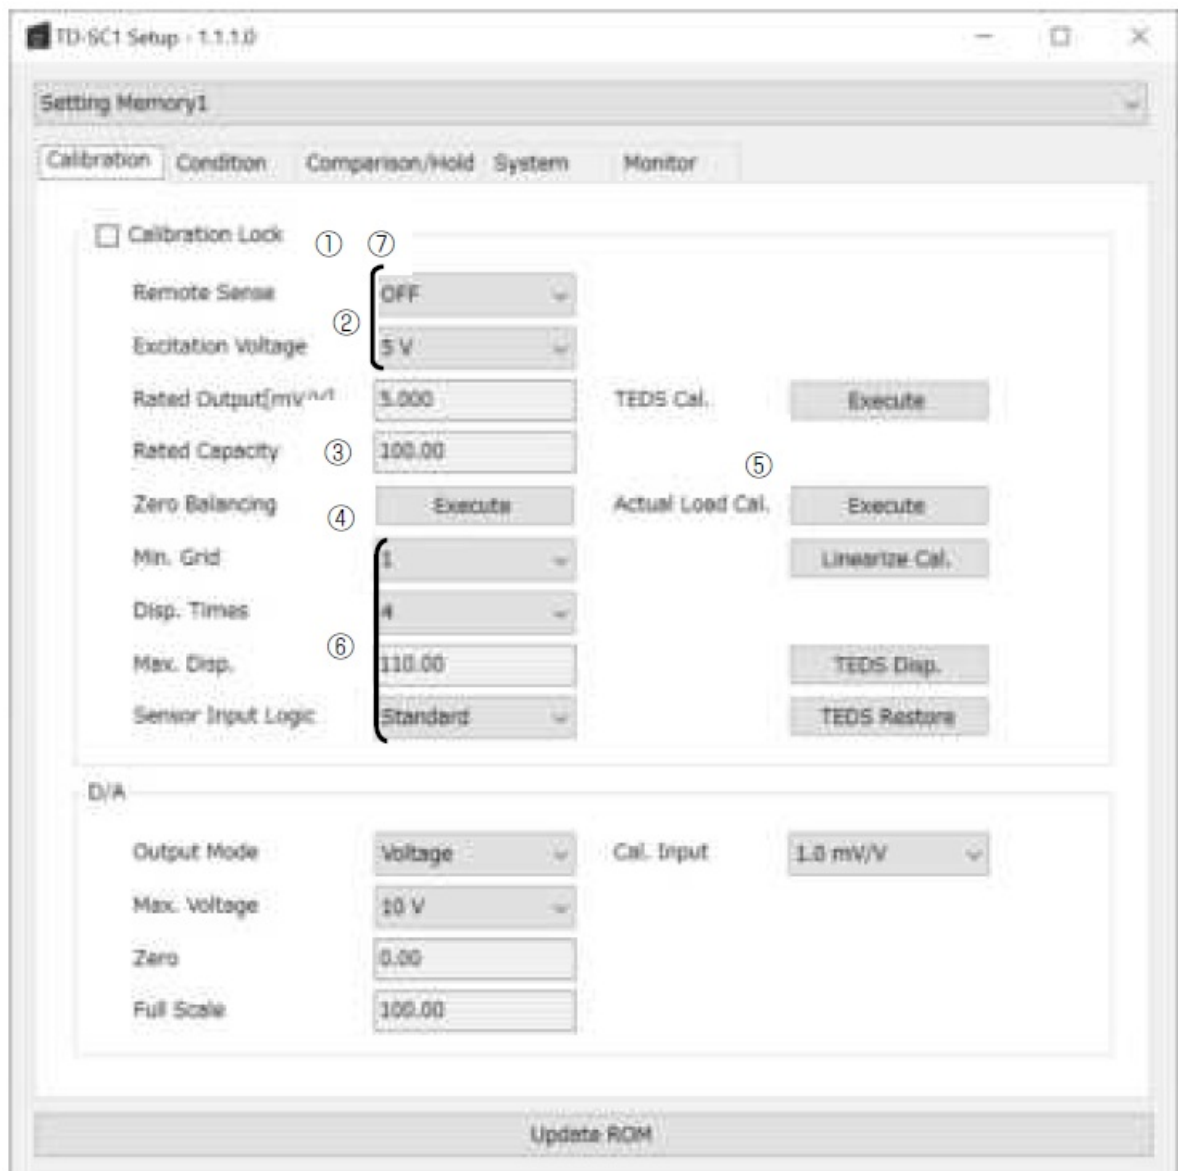 TD-SC1 Setup - 1.1.1.0
Setting Memory1
Calibration Condition Comparison/Hold System Monitor
Calibration Lock ① ⑦
Remote Sense OFF
②
Excitation Voltage 5 V
Rated Output[mV/V] 5.000 TEDS Cal. Execute
Rated Capacity ③ 100.00
⑤
Zero Balancing Execute Actual Load Cal. Execute
④
Min. Grid 1 Linearize Cal.
Disp. Times 4
⑥
Max. Disp. 110.00 TEDS Disp.
Sensor Input Logic Standard TEDS Restore
D/A
Output Mode Voltage Cal. Input 1.0 mV/V
Max. Voltage 10 V
Zero 0.00
Full Scale 100.00
Update ROM